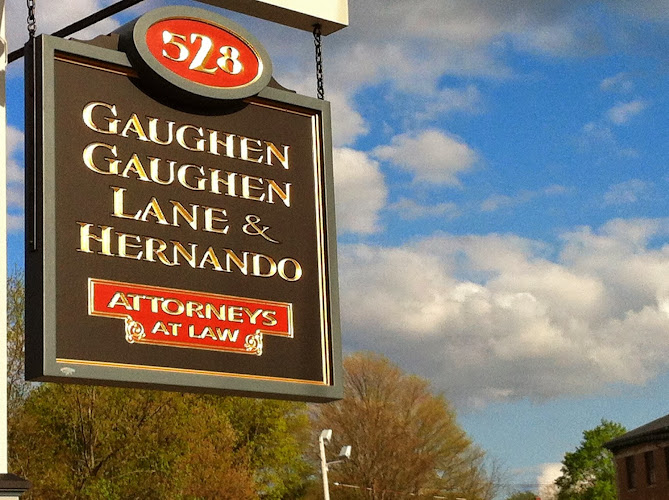 528
GAUGHEN
GAUGHEN
LANE &
HERNANDO
ATTORNEYS
AT LAW